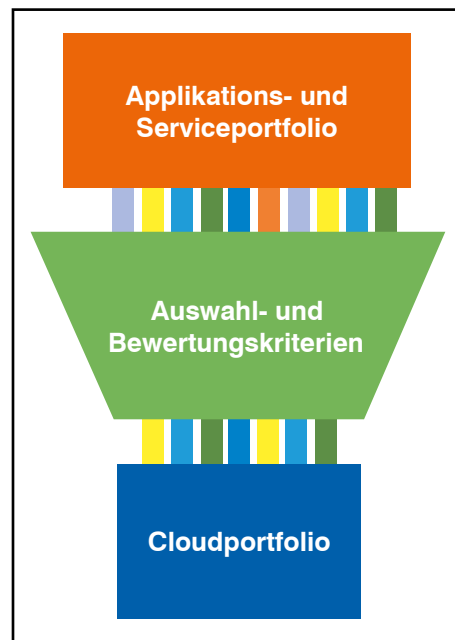 Applikations- und
Serviceportfolio
Auswahl- und
Bewertungskriterien
Cloudportfolio